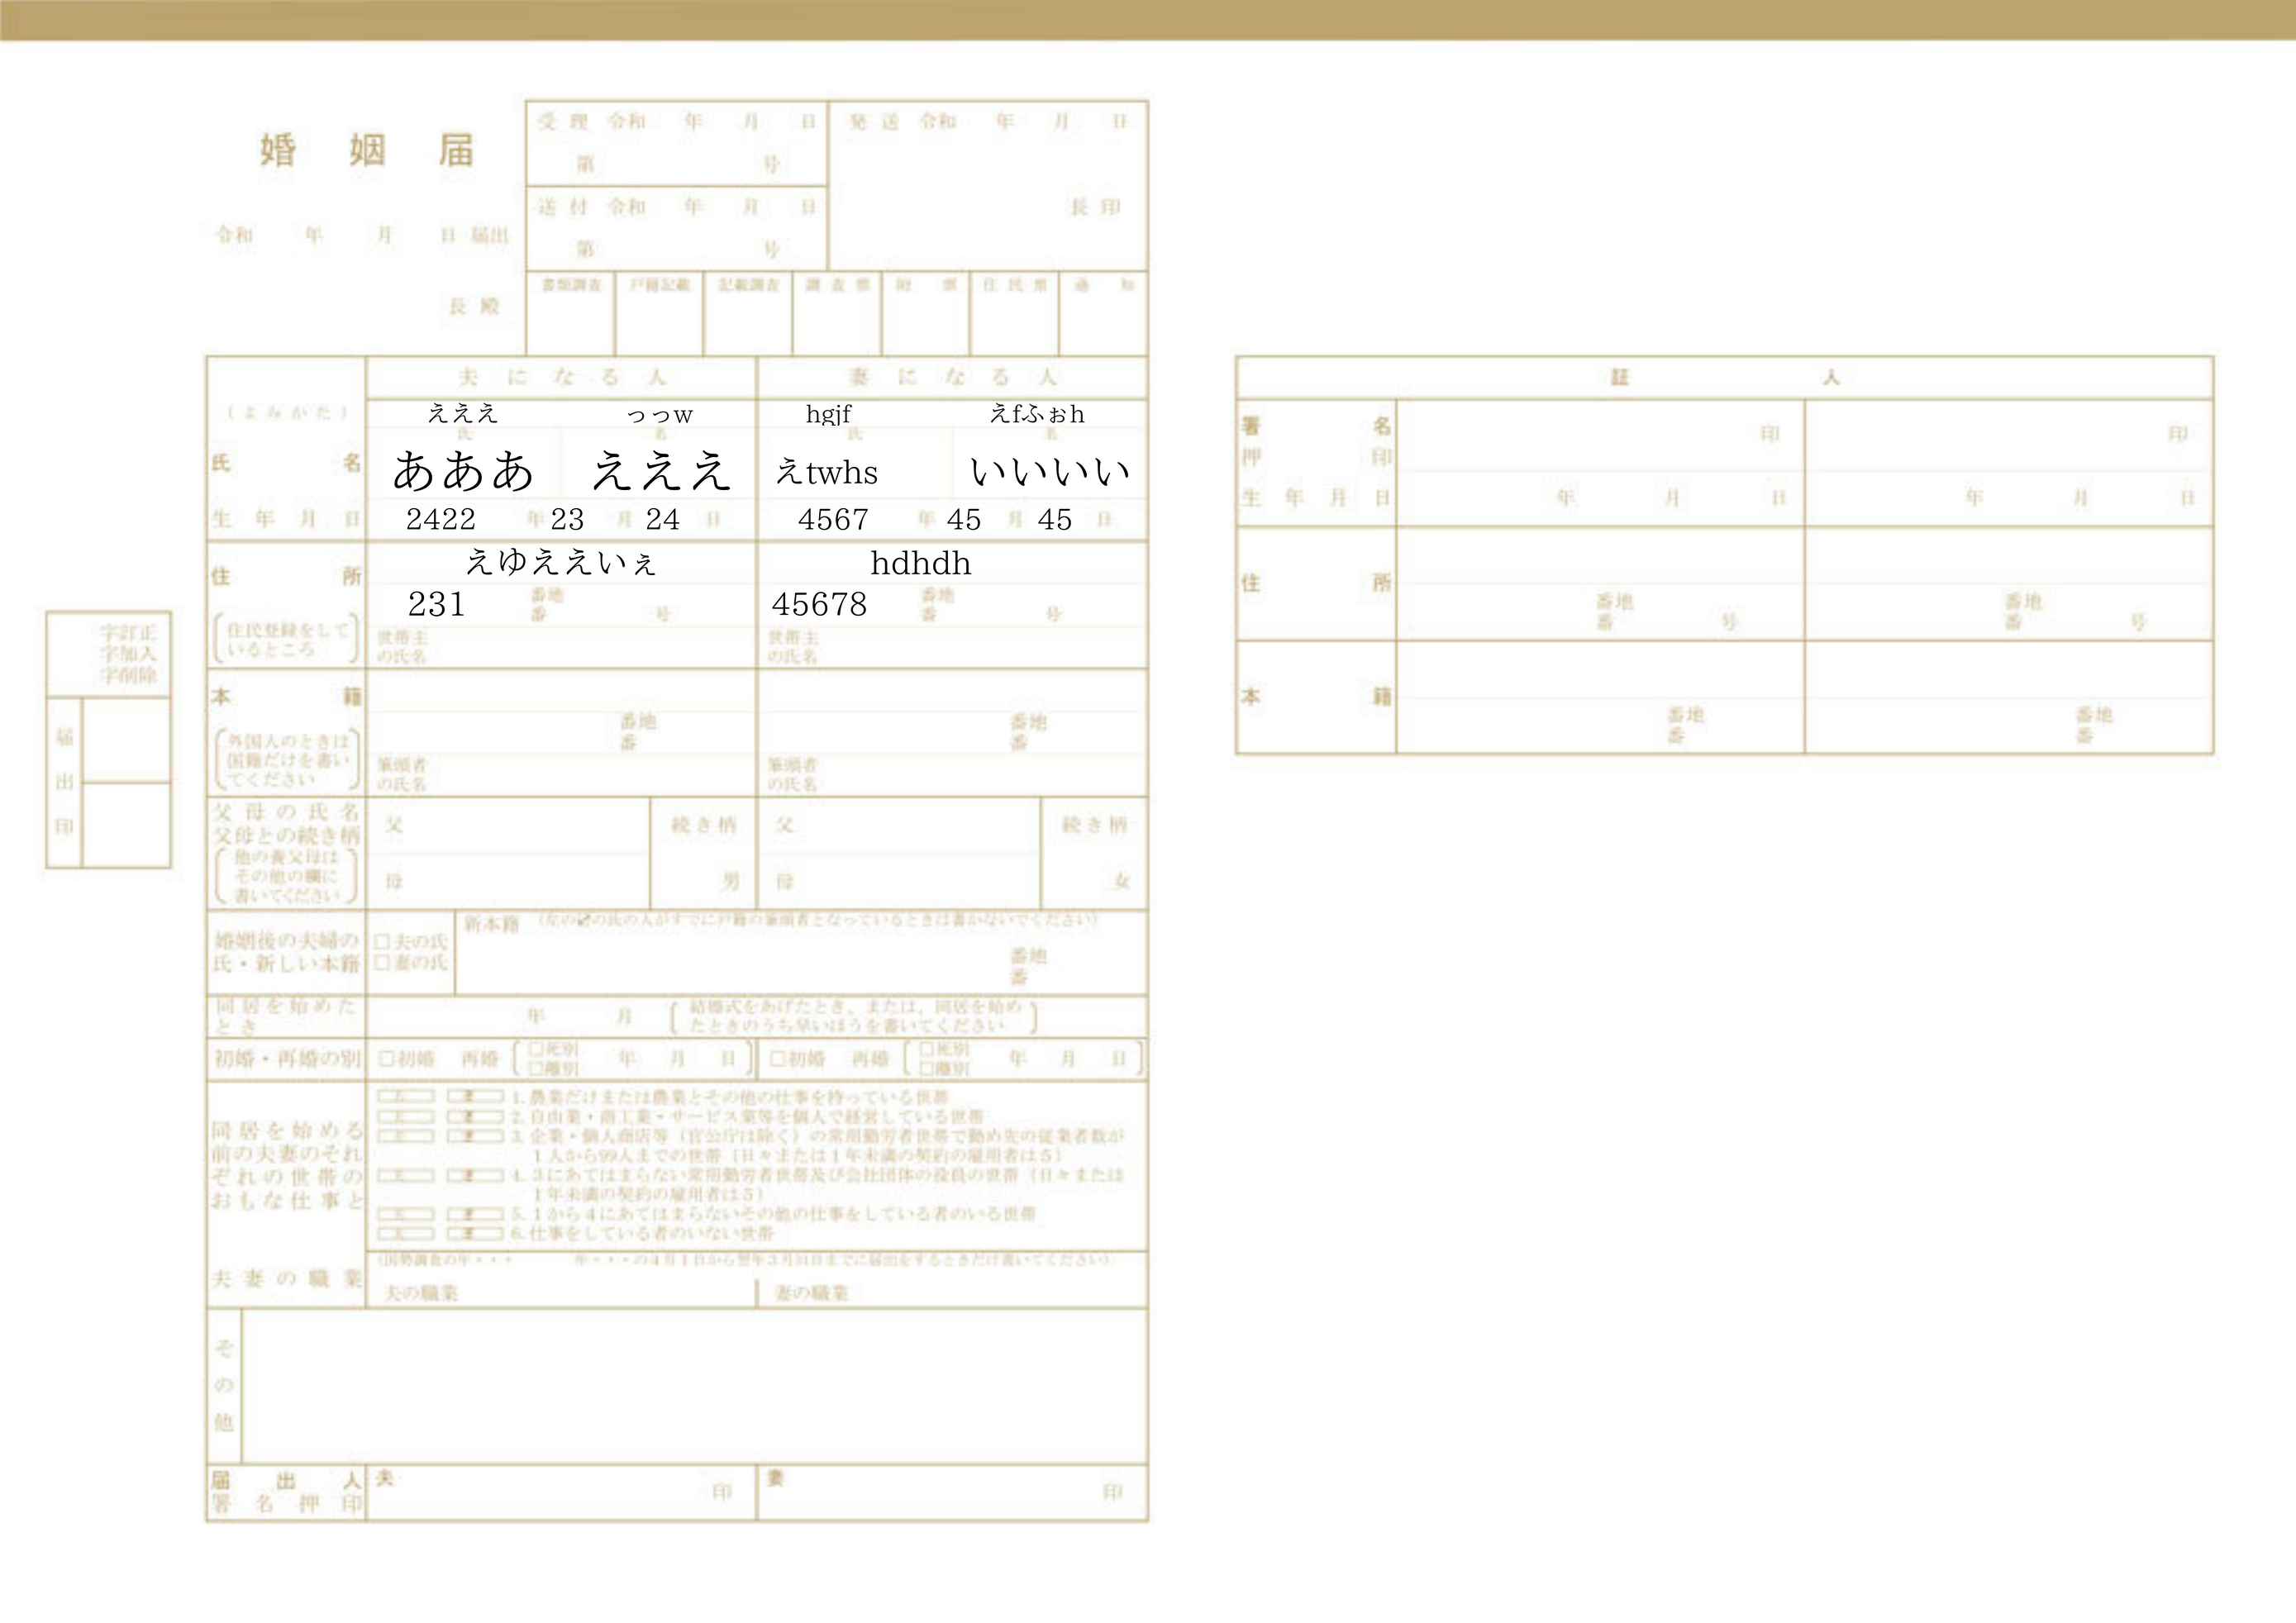 婚姻届
令和 年 月 日 届出
長殿
受理 令和 年 月 日
第 号
送付 令和 年 月 日
第 号
発送 令和 年 月 日
長印
書類調査 戸籍記載 記載調査 調査票 附票 住民票 通知
夫になる人 妻になる人
(よみかた) えええ っっw hgjf えfふぉh
氏 名 氏 名
氏名 あああ えええ えtwhs いいいい
生年月日 2422 年 23 月 24 日 4567 年 45 月 45 日
住所 えゆええいぇ hdhdh
231 番地 番 号 45678 番地 番 号
(住民登録をしているところ)
世帯主の氏名 世帯主の氏名
本籍
番地 番 番地 番
(外国人のときは国籍だけを書いてください)
筆頭者の氏名 筆頭者の氏名
父母の氏名
父母との続き柄
(他の養父母はその他の欄に書いてください)
父 続き柄 父 続き柄
母 男 母 女
婚姻後の夫婦の氏・新しい本籍
□夫の氏
□妻の氏
新本籍 (左の☑の氏の人がすでに戸籍の筆頭者となっているときは書かないでください)
番地 番
同居を始めたとき 年 月 (結婚式をあげたとき、または、同居を始めたときのうち早いほうを書いてください)
初婚・再婚の別 □初婚 再婚 (□死別 □離別 年 月 日) □初婚 再婚 (□死別 □離別 年 月 日)
同居を始める前の夫妻のそれぞれの世帯のおもな仕事と
夫 妻 1.農業だけまたは農業とその他の仕事を持っている世帯
夫 妻 2.自由業・商工業・サービス業等を個人で経営している世帯
夫 妻 3.企業・個人商店等(官公庁は除く)の常用勤労者世帯で勤め先の従業者数が
1人から99人までの世帯(日々または1年未満の契約の雇用者は5)
夫 妻 4.3にあてはまらない常用勤労者世帯及び会社団体の役員の世帯(日々または
1年未満の契約の雇用者は5)
夫 妻 5.1から4にあてはまらないその他の仕事をしている者のいる世帯
夫 妻 6.仕事をしている者のいない世帯
夫妻の職業
(国勢調査の年・・・ 年・・・の4月1日から翌年3月31日までに届出をするときだけ書いてください)
夫の職業 妻の職業
その他
届出人署名押印 夫 印 妻 印
字訂正
字加入
字削除
届出印
証人
署名押印 印 印
生年月日 年 月 日 年 月 日
住所
番地 番 号 番地 番 号
本籍
番地 番 番地 番